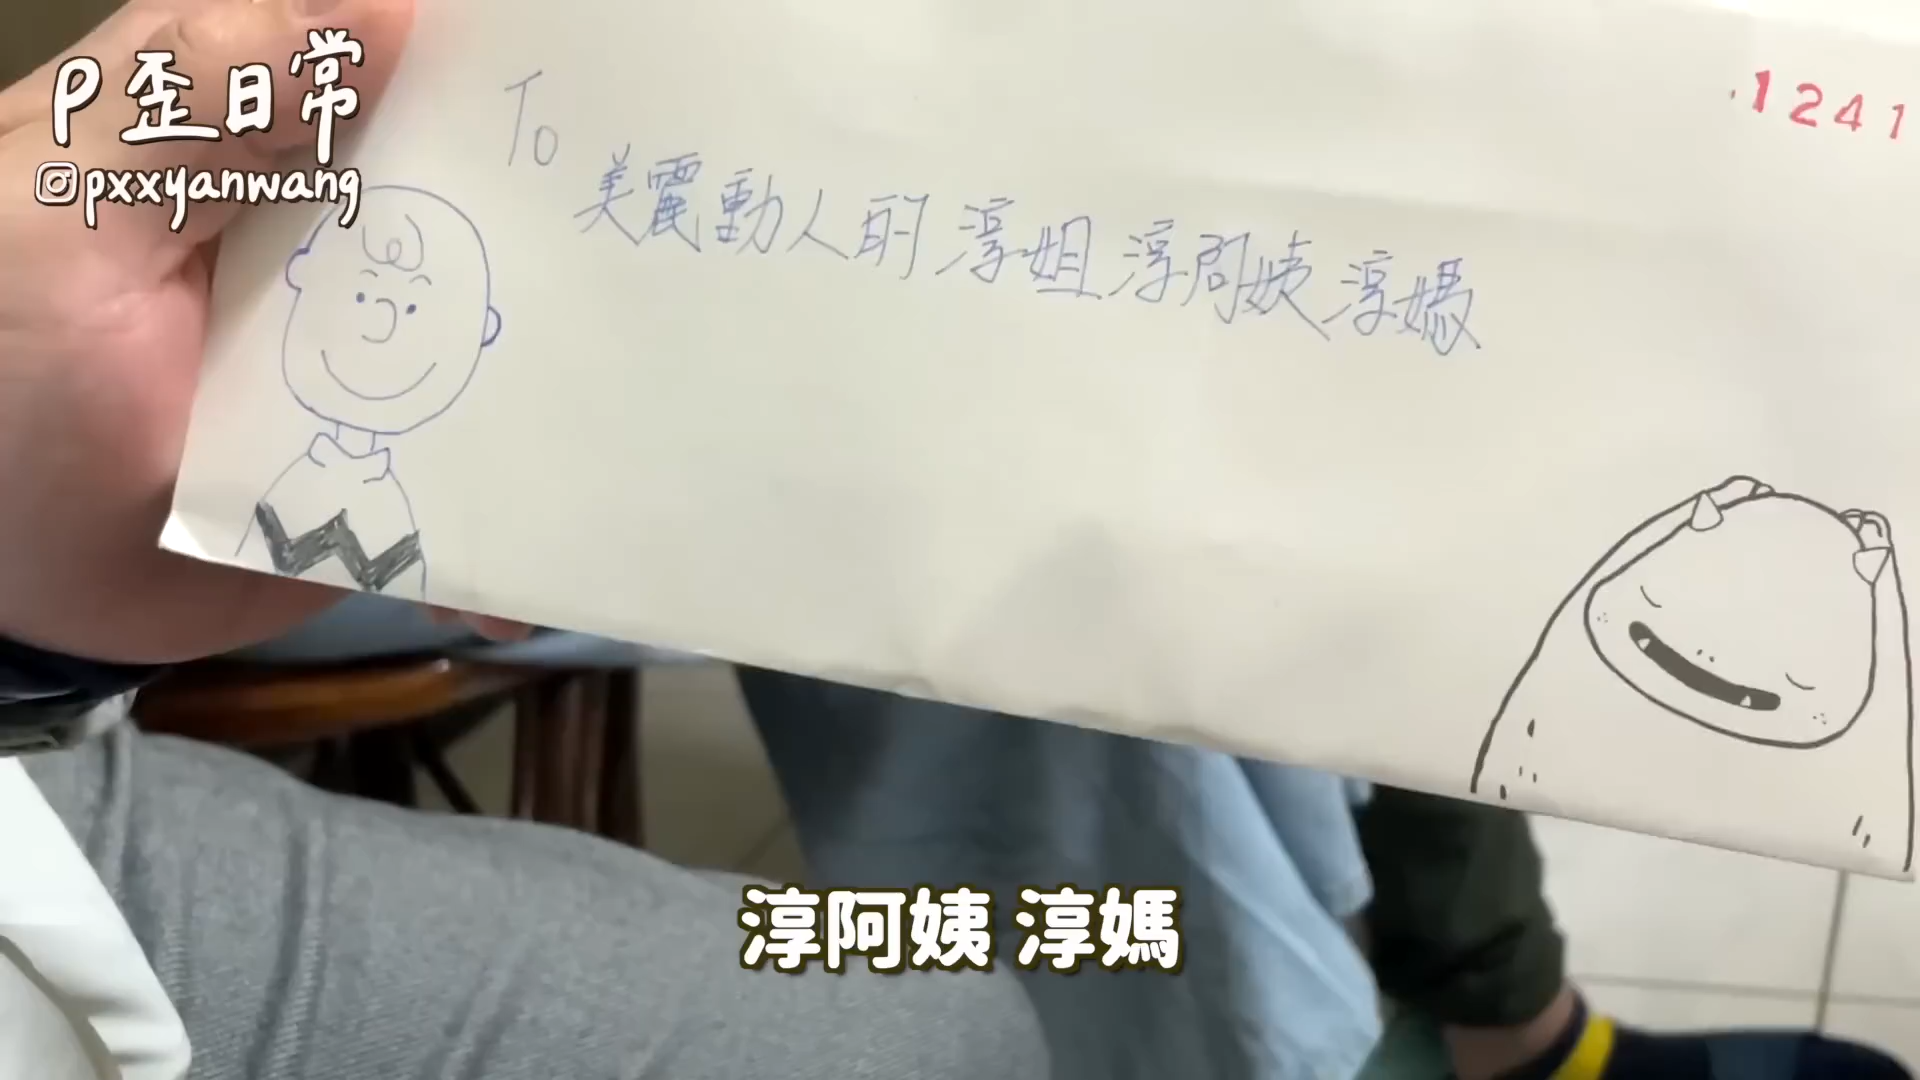 P歪日常
pxxyanwang
1241
To
美麗動人的 淳姐 淳阿姨 淳媽
淳阿姨 淳媽